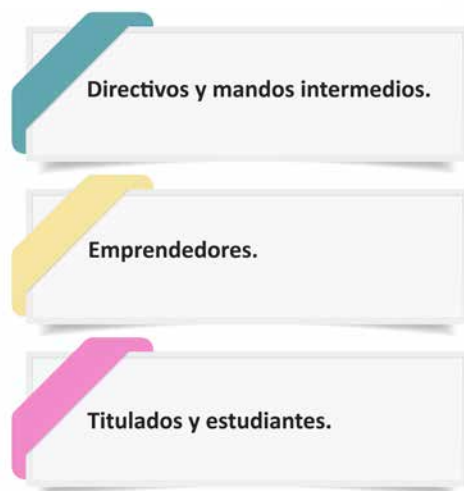 Directivos y mandos intermedios.
Emprendedores.
Titulados y estudiantes.